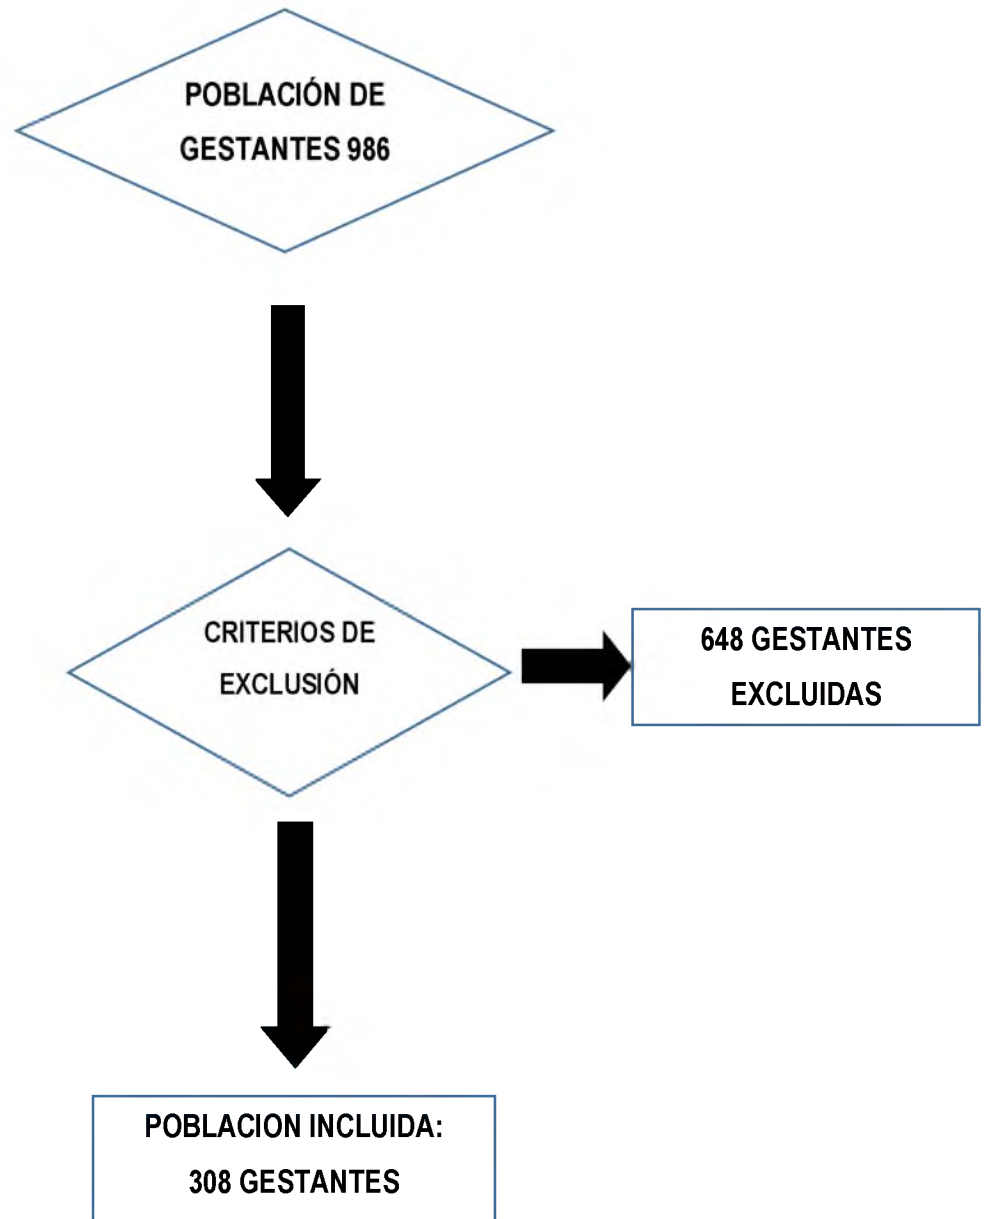 POBLACIÓN DE
GESTANTES 986
CRITERIOS DE
EXCLUSIÓN
648 GESTANTES
EXCLUIDAS
POBLACION INCLUIDA:
308 GESTANTES